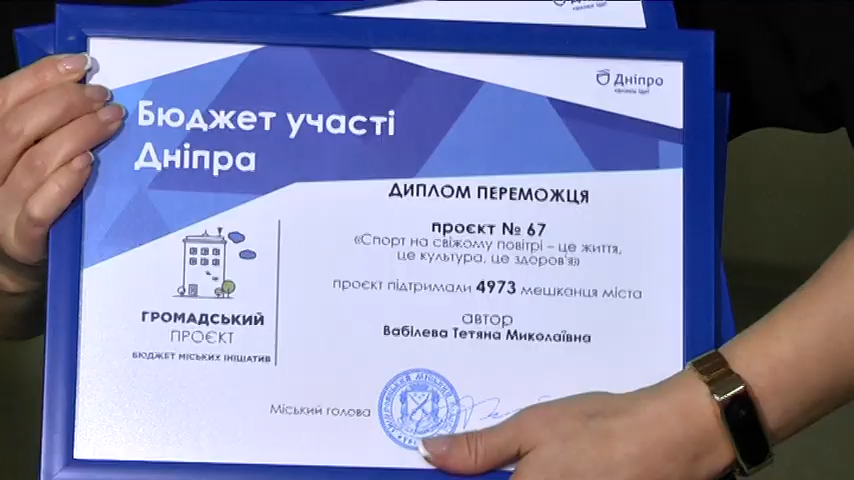 Дніпро
Бюджет участі
Дніпра
ДИПЛОМ ПЕРЕМОЖЦЯ
проєкт № 67
«Спорт на свіжому повітрі – це життя,
це культура, це здоров'я»
проєкт підтримали 4973 мешканця міста
автор
Вабілева Тетяна Миколаївна
ГРОМАДСЬКИЙ
ПРОЄКТ
БЮДЖЕТ МІСЬКИХ ІНІЦІАТИВ
Міський голова